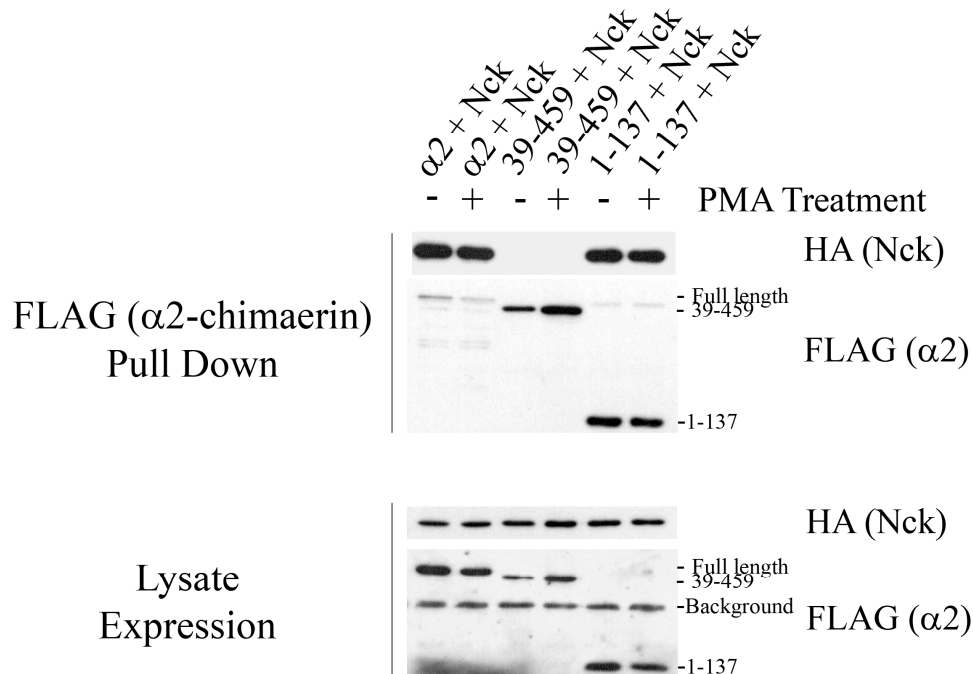 α2 + Nck
α2 + Nck
39-459 + Nck
39-459 + Nck
1-137 + Nck
1-137 + Nck
- + - + - + PMA Treatment
HA (Nck)
FLAG (α2-chimaerin)
Pull Down
- Full length
- 39-459
FLAG (α2)
-1-137
HA (Nck)
Lysate
Expression
- Full length
- 39-459
-Background
FLAG (α2)
-1-137